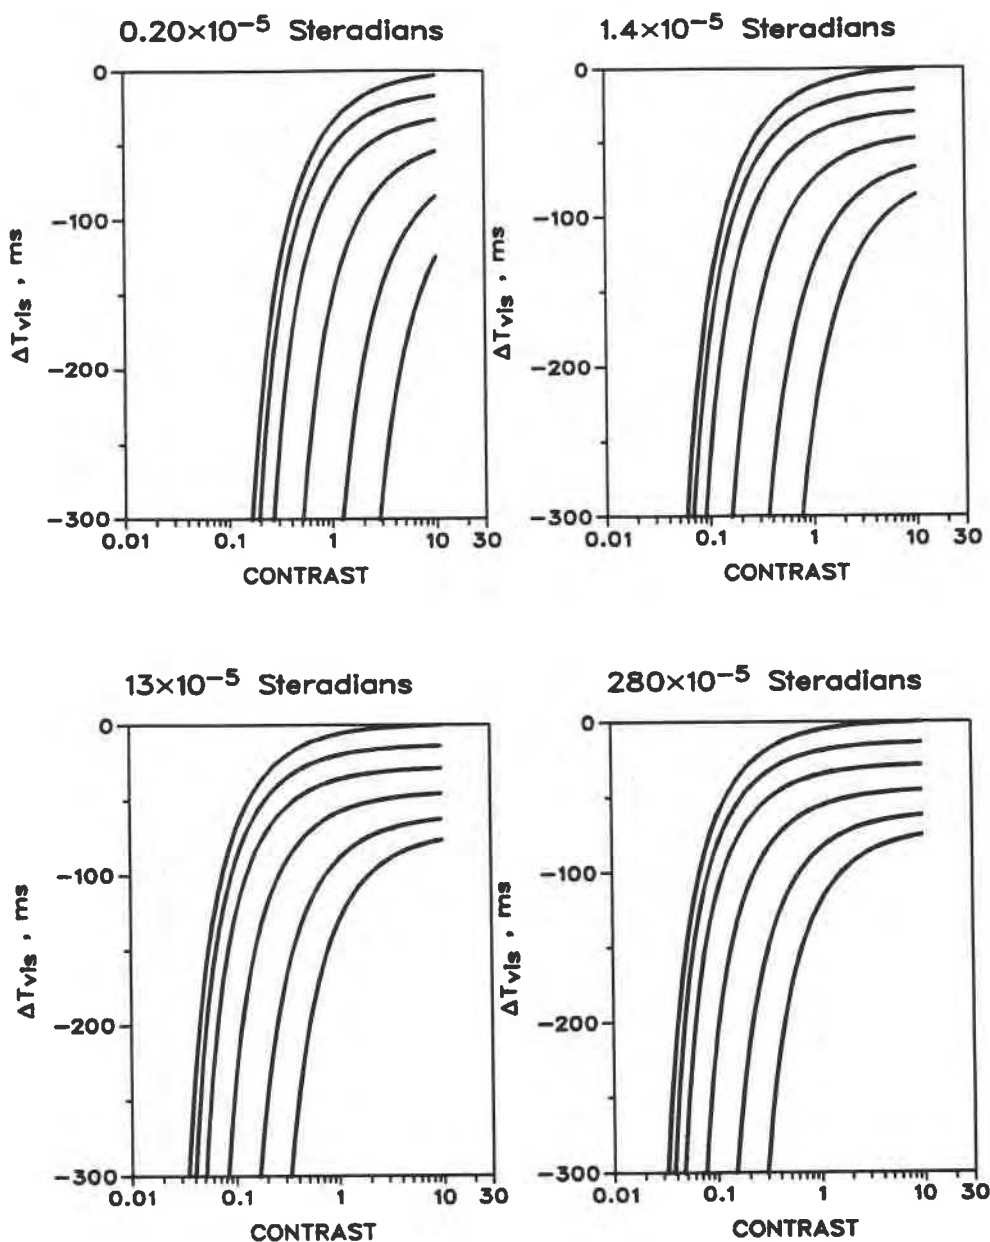 0.20×10⁻⁵ Steradians
0
-100
-200
-300
ΔTvis , ms
0.01 0.1 1 10 30
CONTRAST
1.4×10⁻⁵ Steradians
0
-100
-200
-300
ΔTvis , ms
0.01 0.1 1 10 30
CONTRAST
13×10⁻⁵ Steradians
0
-100
-200
-300
ΔTvis , ms
0.01 0.1 1 10 30
CONTRAST
280×10⁻⁵ Steradians
0
-100
-200
-300
ΔTvis , ms
0.01 0.1 1 10 30
CONTRAST